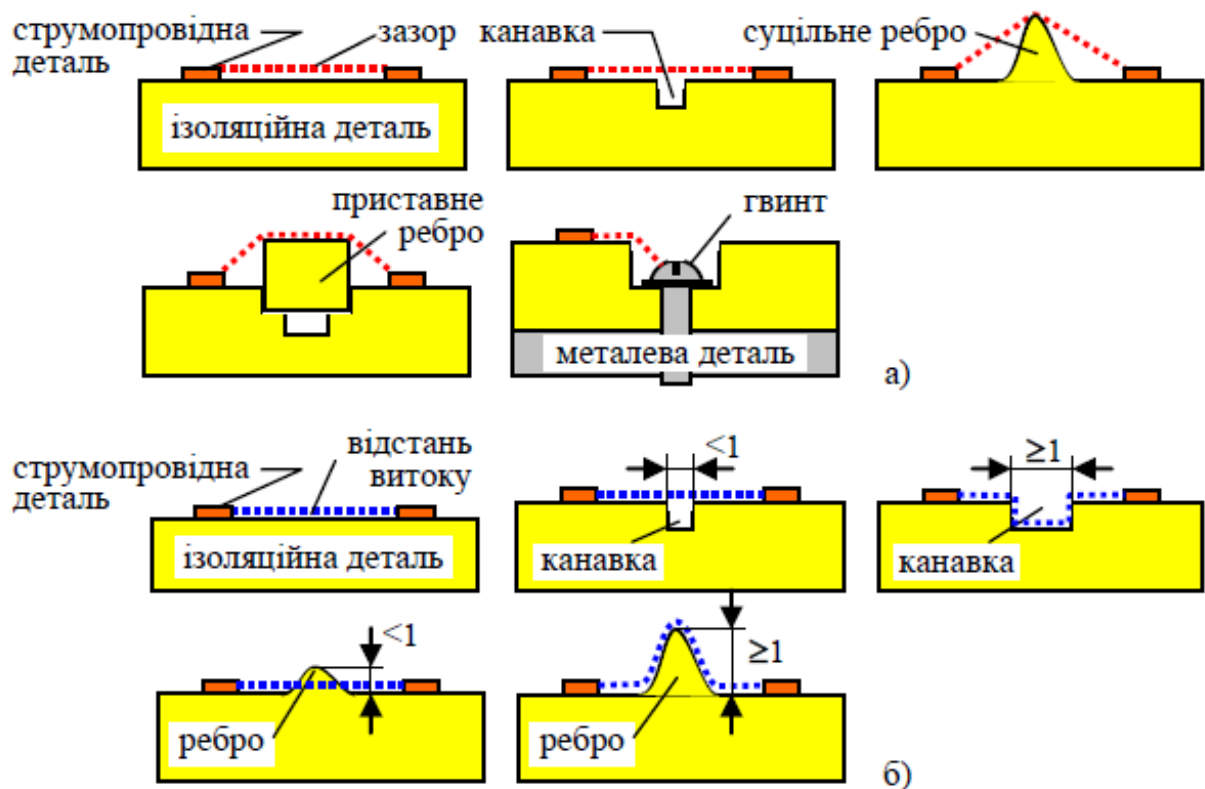 струмопровідна
деталь
зазор
канавка
суцільне ребро
ізоляційна деталь
приставне
ребро
гвинт
металева деталь
а)
струмопровідна
деталь
відстань
витоку
<1
≥1
ізоляційна деталь
канавка
канавка
<1
≥1
ребро
ребро
б)